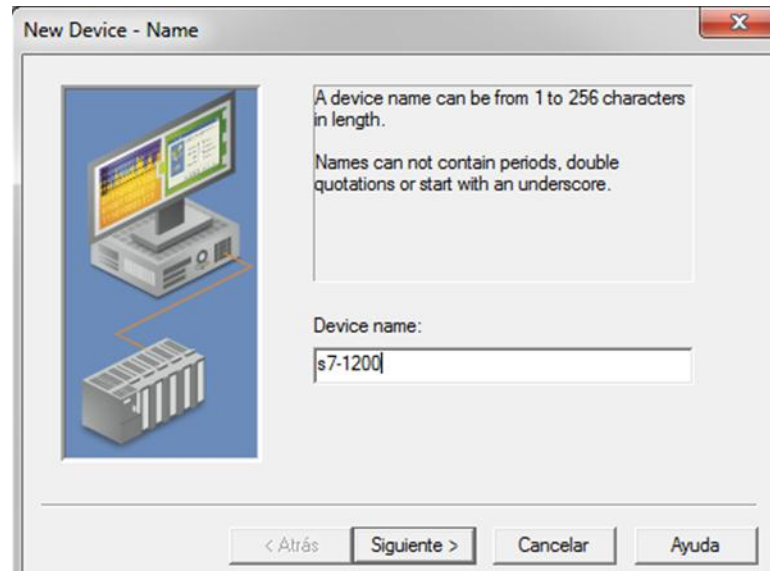 New Device - Name
A device name can be from 1 to 256 characters
in length.
Names can not contain periods, double
quotations or start with an underscore.
Device name:
s7-1200
< Atrás
Siguiente >
Cancelar
Ayuda